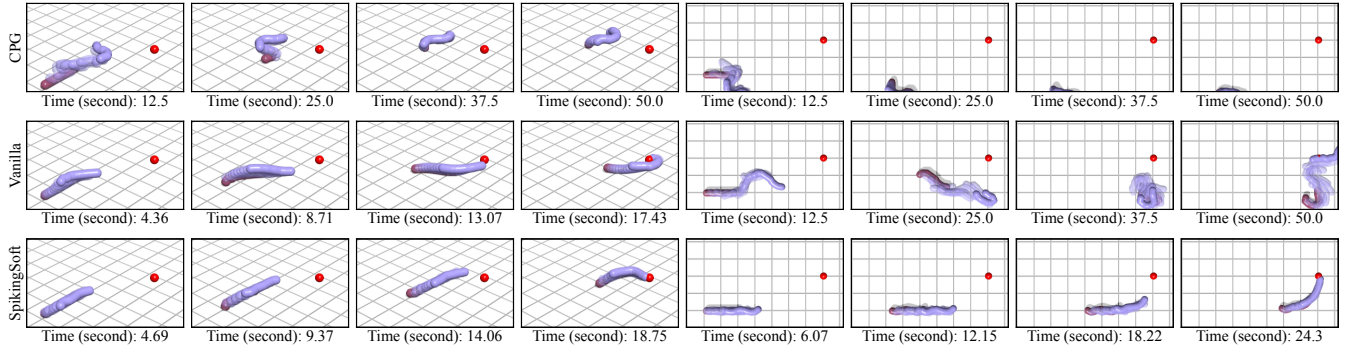 CPG
Time (second): 12.5
Time (second): 25.0
Time (second): 37.5
Time (second): 50.0
Time (second): 12.5
Time (second): 25.0
Time (second): 37.5
Time (second): 50.0
Vanilla
Time (second): 4.36
Time (second): 8.71
Time (second): 13.07
Time (second): 17.43
Time (second): 12.5
Time (second): 25.0
Time (second): 37.5
Time (second): 50.0
SpikingSoft
Time (second): 4.69
Time (second): 9.37
Time (second): 14.06
Time (second): 18.75
Time (second): 6.07
Time (second): 12.15
Time (second): 18.22
Time (second): 24.3